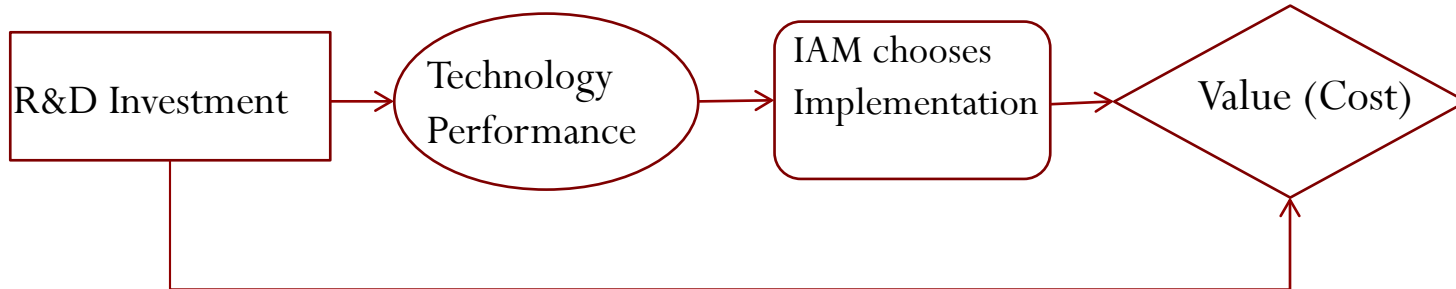 R&D Investment
Technology
Performance
IAM chooses
Implementation
Value (Cost)